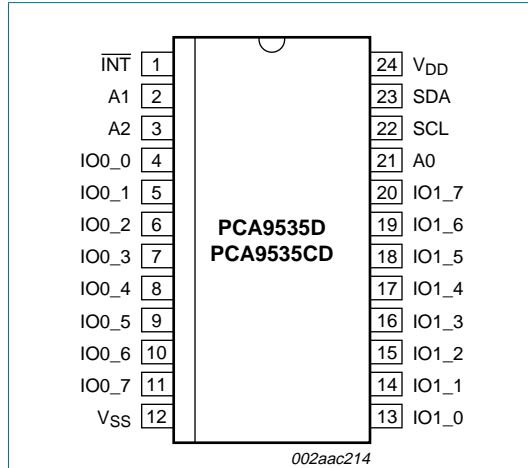 INT 1 24 VDD
A1 2 23 SDA
A2 3 22 SCL
IO0_0 4 21 A0
IO0_1 5 20 IO1_7
IO0_2 6 19 IO1_6
PCA9535D
IO0_3 7 18 IO1_5
PCA9535CD
IO0_4 8 17 IO1_4
IO0_5 9 16 IO1_3
IO0_6 10 15 IO1_2
IO0_7 11 14 IO1_1
VSS 12 13 IO1_0
002aac214